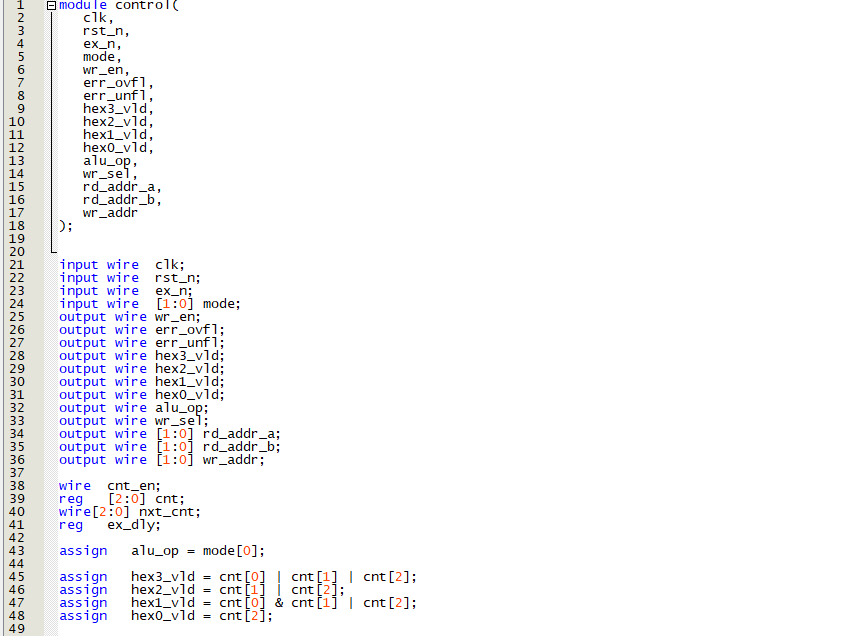 1 module control(
2 clk,
3 rst_n,
4 ex_n,
5 mode,
6 wr_en,
7 err_ovfl,
8 err_unfl,
9 hex3_vld,
10 hex2_vld,
11 hex1_vld,
12 hex0_vld,
13 alu_op,
14 wr_sel,
15 rd_addr_a,
16 rd_addr_b,
17 wr_addr
18 );
19
20
21 input wire clk;
22 input wire rst_n;
23 input wire ex_n;
24 input wire [1:0] mode;
25 output wire wr_en;
26 output wire err_ovfl;
27 output wire err_unfl;
28 output wire hex3_vld;
29 output wire hex2_vld;
30 output wire hex1_vld;
31 output wire hex0_vld;
32 output wire alu_op;
33 output wire wr_sel;
34 output wire [1:0] rd_addr_a;
35 output wire [1:0] rd_addr_b;
36 output wire [1:0] wr_addr;
37
38 wire cnt_en;
39 reg [2:0] cnt;
40 wire[2:0] nxt_cnt;
41 reg ex_dly;
42
43 assign alu_op = mode[0];
44
45 assign hex3_vld = cnt[0] | cnt[1] | cnt[2];
46 assign hex2_vld = cnt[1] | cnt[2];
47 assign hex1_vld = cnt[0] & cnt[1] | cnt[2];
48 assign hex0_vld = cnt[2];
49